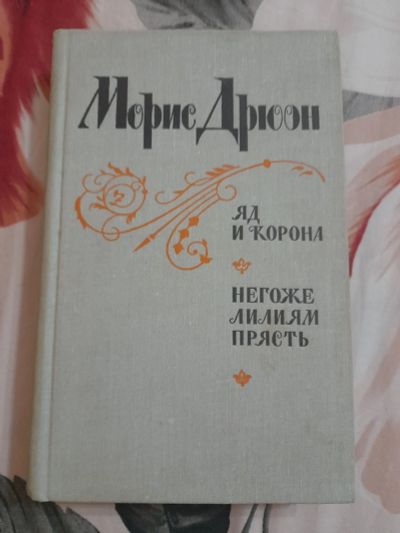 Морис Дрюон
ЯД
И КОРОНА
НЕГОЖЕ
ЛИЛИЯМ
ПРЯСТЬ